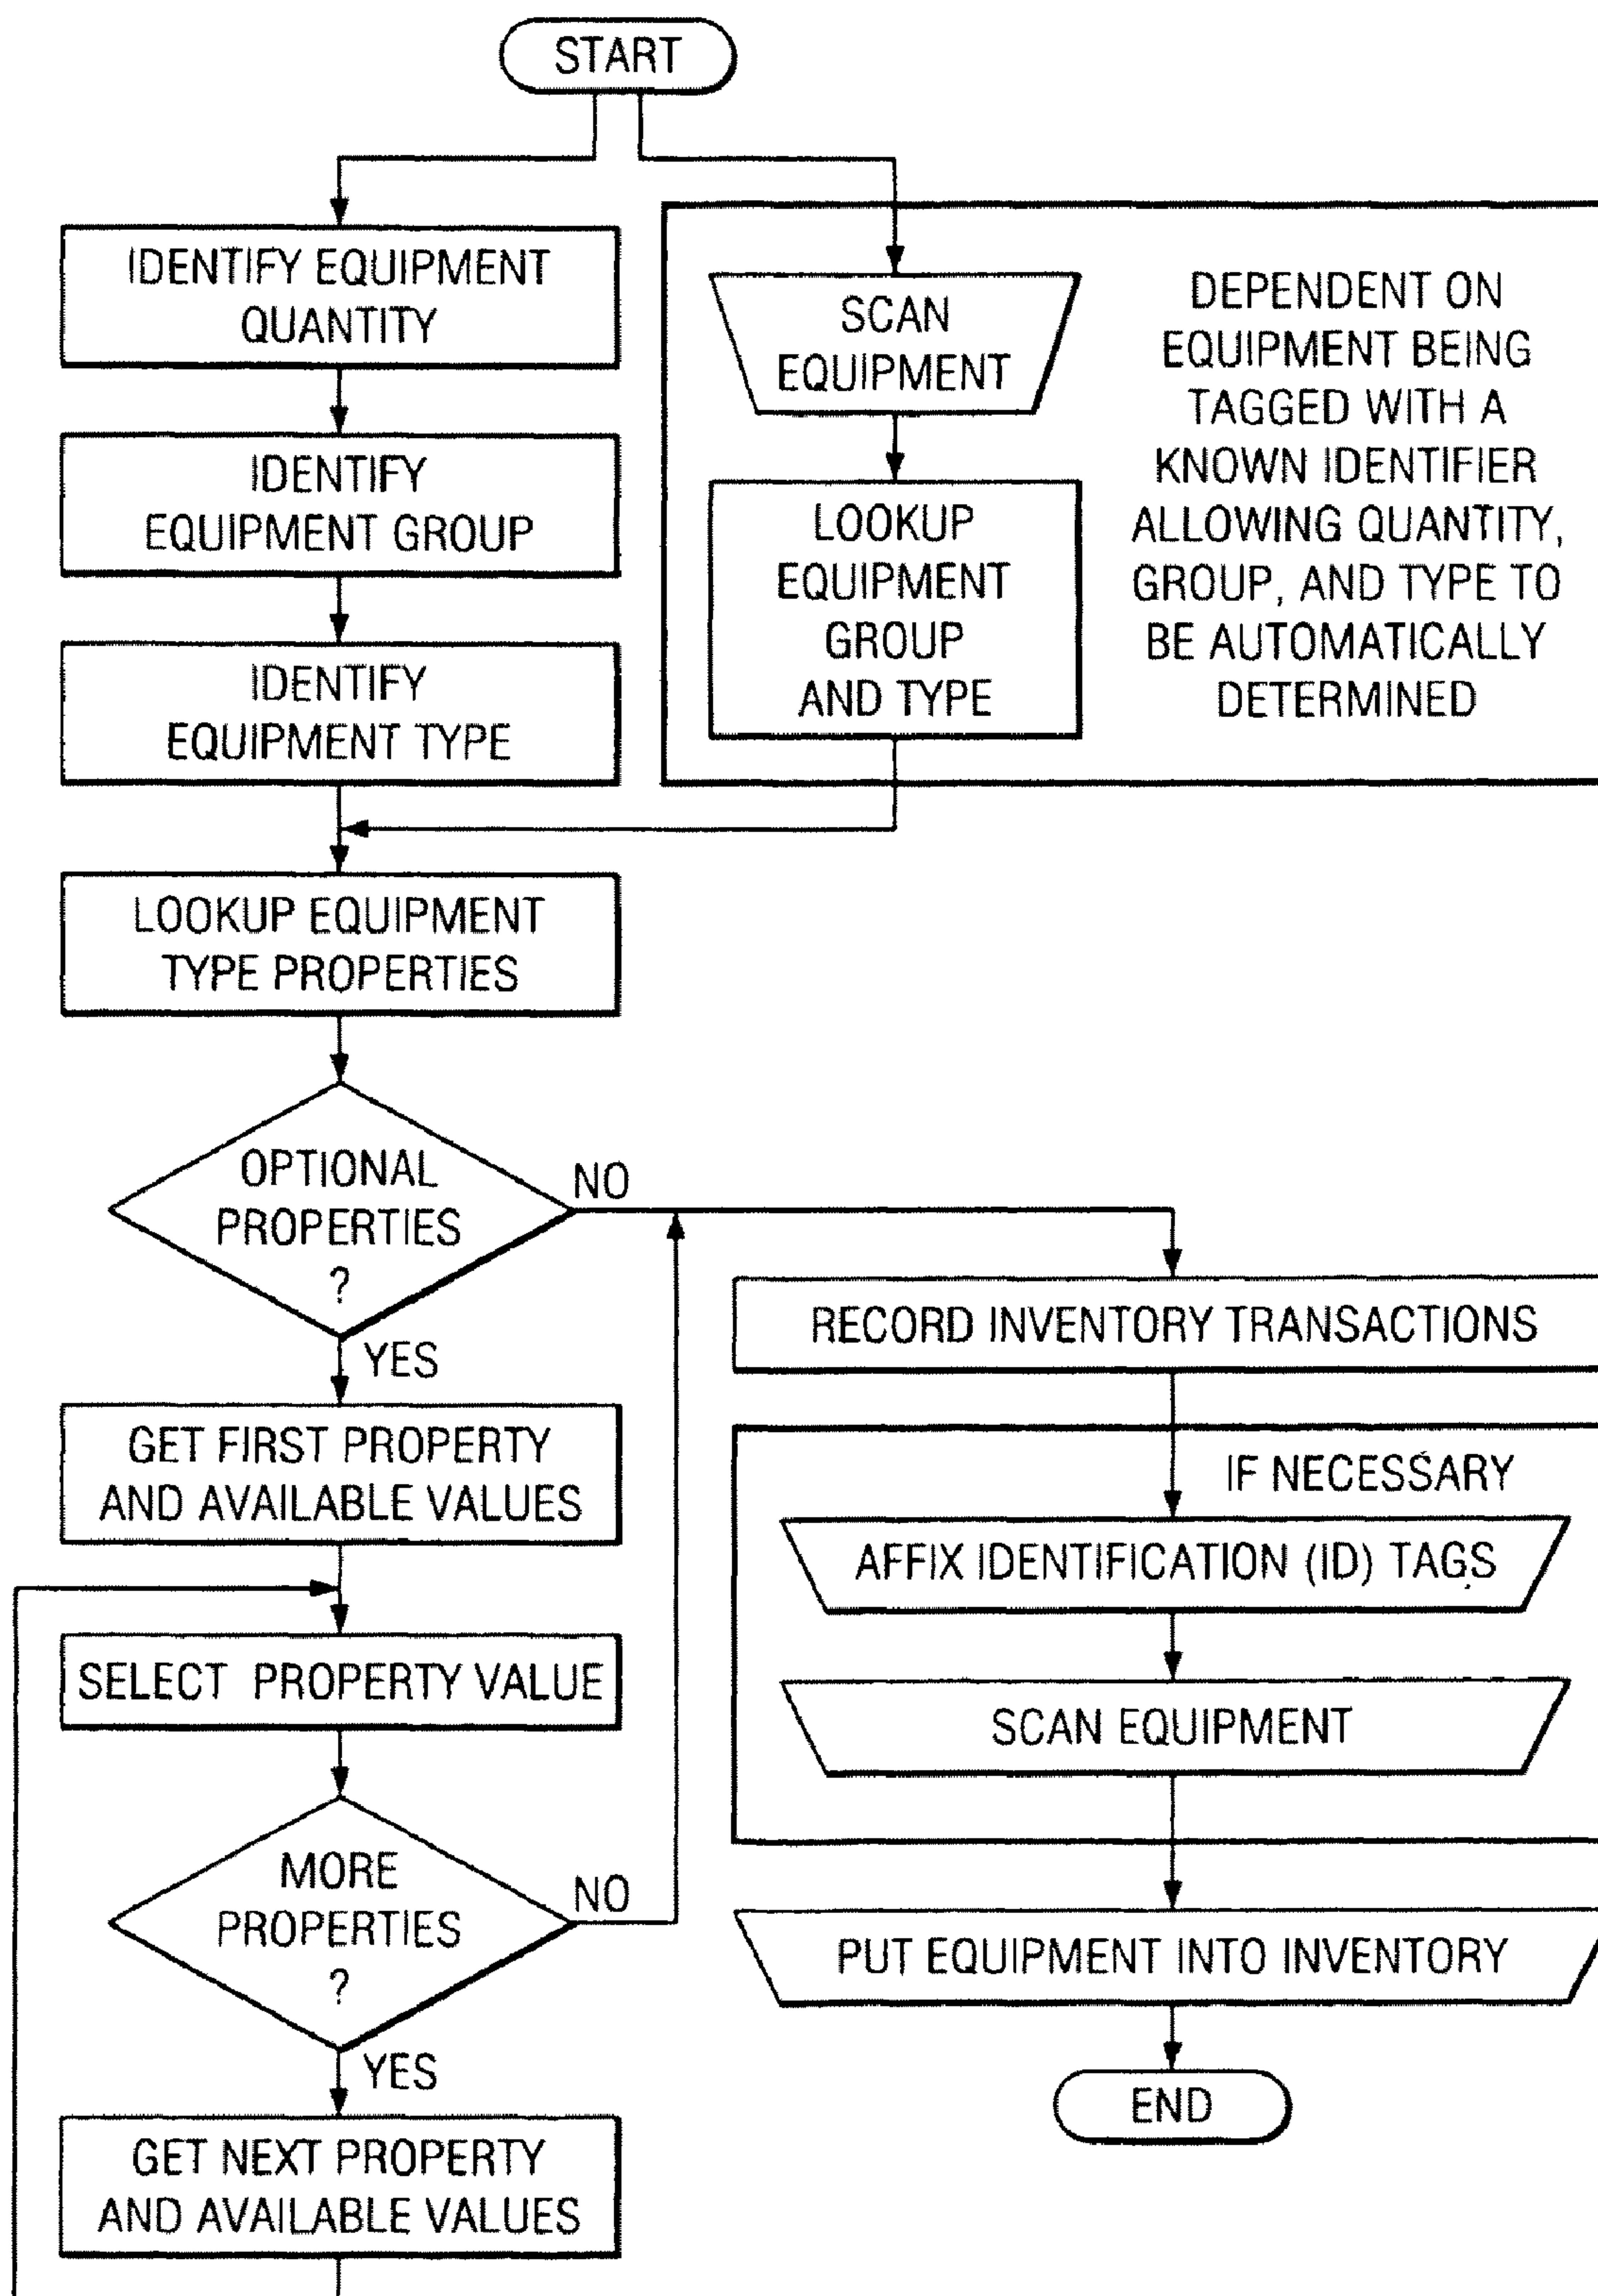 START
IDENTIFY EQUIPMENT
QUANTITY
IDENTIFY
EQUIPMENT GROUP
IDENTIFY
EQUIPMENT TYPE
SCAN
EQUIPMENT
LOOKUP
EQUIPMENT
GROUP
AND TYPE
DEPENDENT ON
EQUIPMENT BEING
TAGGED WITH A
KNOWN IDENTIFIER
ALLOWING QUANTITY,
GROUP, AND TYPE TO
BE AUTOMATICALLY
DETERMINED
LOOKUP EQUIPMENT
TYPE PROPERTIES
OPTIONAL
PROPERTIES
?
NO
YES
GET FIRST PROPERTY
AND AVAILABLE VALUES
SELECT PROPERTY VALUE
MORE
PROPERTIES
?
NO
YES
GET NEXT PROPERTY
AND AVAILABLE VALUES
RECORD INVENTORY TRANSACTIONS
IF NECESSARY
AFFIX IDENTIFICATION (ID) TAGS
SCAN EQUIPMENT
PUT EQUIPMENT INTO INVENTORY
END